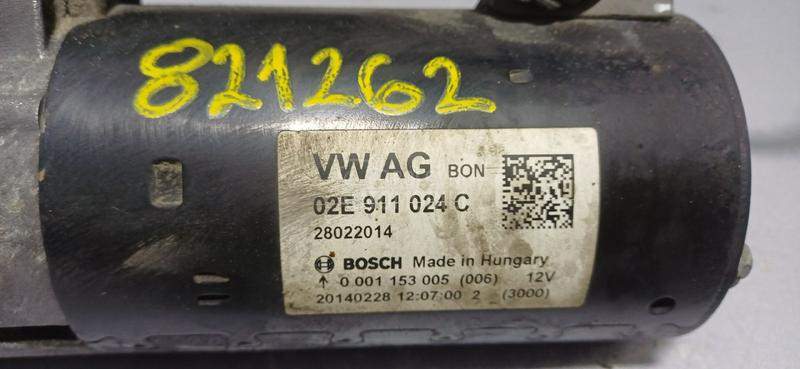 821262
VW AG BON
02E 911 024 C
28022014
BOSCH Made in Hungary
↑ 0 001 153 005 (006) 12V
20140228 12:07:00 2 (3000)